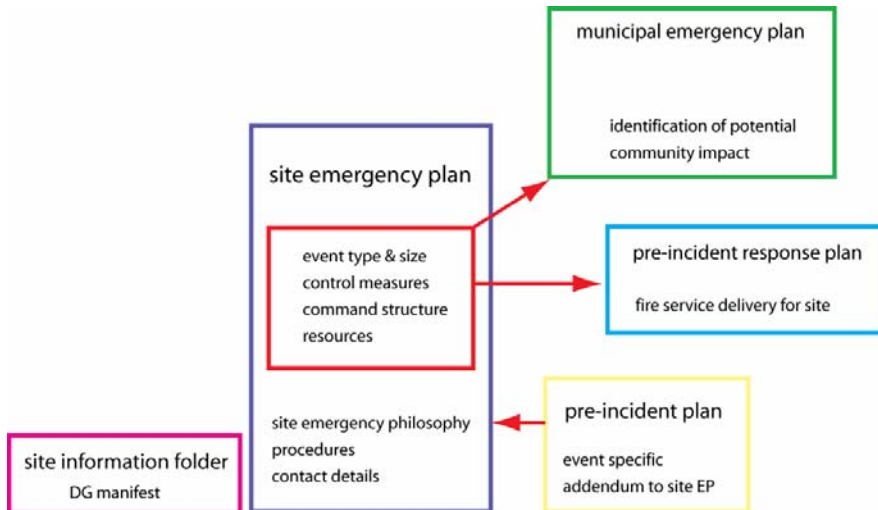 municipal emergency plan
identification of potential
community impact
site emergency plan
event type & size
control measures
command structure
resources
site emergency philosophy
procedures
contact details
pre-incident response plan
fire service delivery for site
pre-incident plan
event specific
addendum to site EP
site information folder
DG manifest